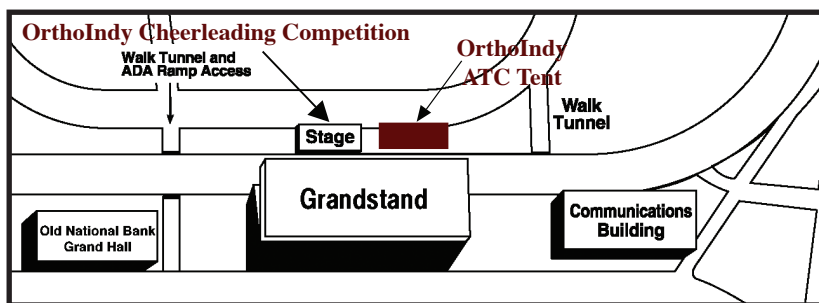 OrthoIndy Cheerleading Competition
OrthoIndy
ATC Tent
Walk Tunnel and
ADA Ramp Access
Walk
Tunnel
Stage
Grandstand
Old National Bank
Grand Hall
Communications
Building